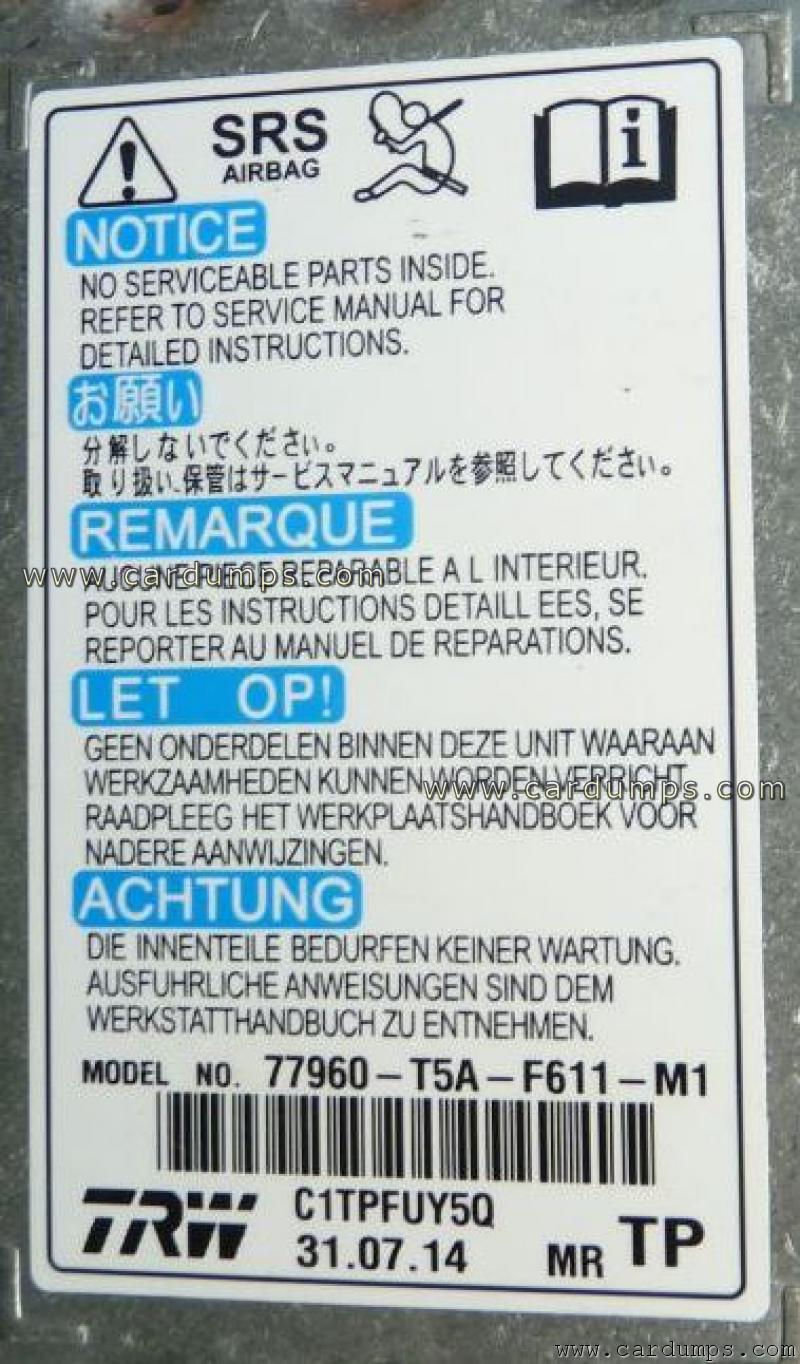 SRS
AIRBAG
NOTICE
NO SERVICEABLE PARTS INSIDE.
REFER TO SERVICE MANUAL FOR
DETAILED INSTRUCTIONS.
お願い
分解しないでください。
取り扱い、保管はサービスマニュアルを参照してください。
REMARQUE
www.cardumps.com
AUCUNE PIECE REPARABLE A L INTERIEUR.
POUR LES INSTRUCTIONS DETAILL EES, SE
REPORTER AU MANUEL DE REPARATIONS.
LET OP!
GEEN ONDERDELEN BINNEN DEZE UNIT WAARAAN
WERKZAAMHEDEN KUNNEN WORDEN VERRICHT
www.cardumps.com
RAADPLEEG HET WERKPLAATSHANDBOEK VOOR
NADERE AANWIJZINGEN.
ACHTUNG
DIE INNENTEILE BEDURFEN KEINER WARTUNG.
AUSFUHRLICHE ANWEISUNGEN SIND DEM
WERKSTATTHANDBUCH ZU ENTNEHMEN.
MODEL NO. 77960-T5A-F611-M1
TRW C1TPFUY5Q
31.07.14 MR TP
www.cardumps.com